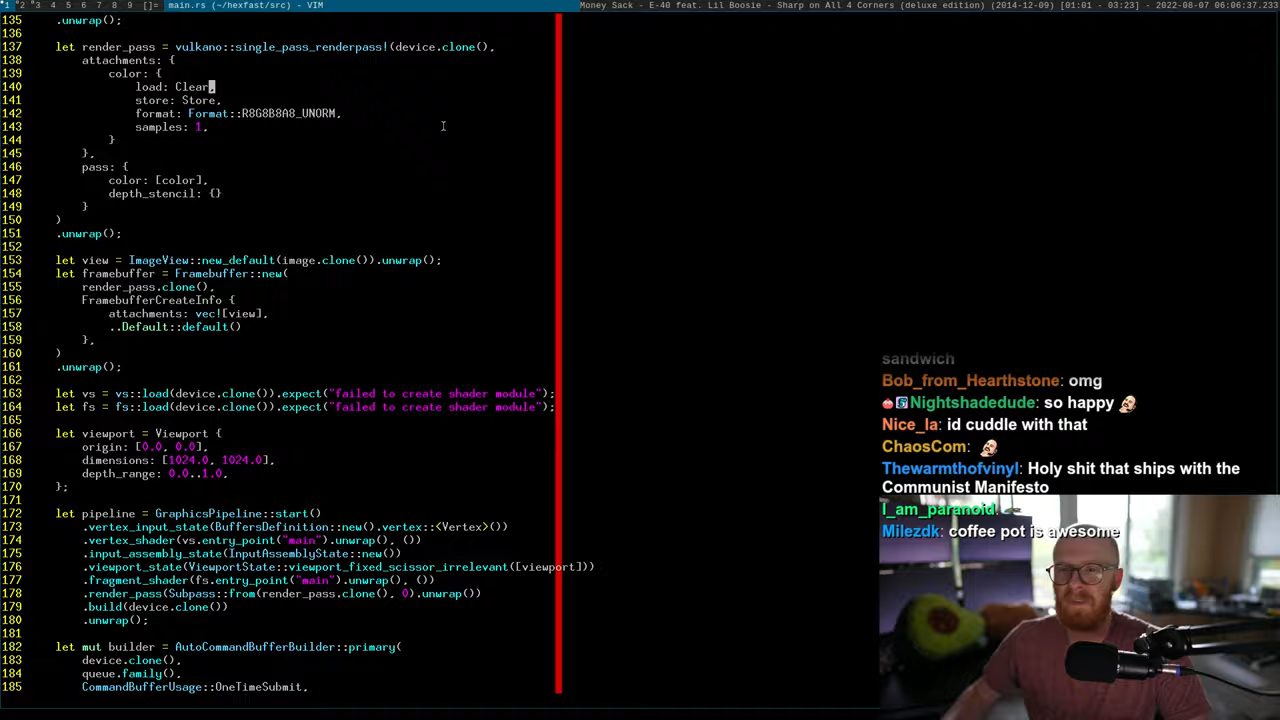 1 2 3 4 5 6 7 8 9 []= main.rs (~/hexfast/src) - VIM Money Sack - E-40 feat. Lil Boosie - Sharp on All 4 Corners (deluxe edition) (2014-12-09) [01:01 - 03:23] - 2022-08-07 06:06:37.233
135 .unwrap();
136
137 let render_pass = vulkano::single_pass_renderpass!(device.clone(),
138 attachments: {
139 color: {
140 load: Clear,
141 store: Store,
142 format: Format::R8G8B8A8_UNORM,
143 samples: 1,
144 }
145 },
146 pass: {
147 color: [color],
148 depth_stencil: {}
149 }
150 )
151 .unwrap();
152
153 let view = ImageView::new_default(image.clone()).unwrap();
154 let framebuffer = Framebuffer::new(
155 render_pass.clone(),
156 FramebufferCreateInfo {
157 attachments: vec![view],
158 ..Default::default()
159 },
160 )
161 .unwrap();
162
163 let vs = vs::load(device.clone()).expect("failed to create shader module");
164 let fs = fs::load(device.clone()).expect("failed to create shader module");
165
166 let viewport = Viewport {
167 origin: [0.0, 0.0],
168 dimensions: [1024.0, 1024.0],
169 depth_range: 0.0..1.0,
170 };
171
172 let pipeline = GraphicsPipeline::start()
173 .vertex_input_state(BuffersDefinition::new().vertex::<Vertex>())
174 .vertex_shader(vs.entry_point("main").unwrap(), ())
175 .input_assembly_state(InputAssemblyState::new())
176 .viewport_state(ViewportState::viewport_fixed_scissor_irrelevant([viewport]))
177 .fragment_shader(fs.entry_point("main").unwrap(), ())
178 .render_pass(Subpass::from(render_pass.clone(), 0).unwrap())
179 .build(device.clone())
180 .unwrap();
181
182 let mut builder = AutoCommandBufferBuilder::primary(
183 device.clone(),
184 queue.family(),
185 CommandBufferUsage::OneTimeSubmit,
sandwich
Bob_from_Hearthstone: omg
Nightshadedude: so happy
Nice_la: id cuddle with that
ChaosCom:
Thewarmthofvinyl: Holy shit that ships with the
Communist Manifesto
I_am_paranoid:
Milezdk: coffee pot is awesome